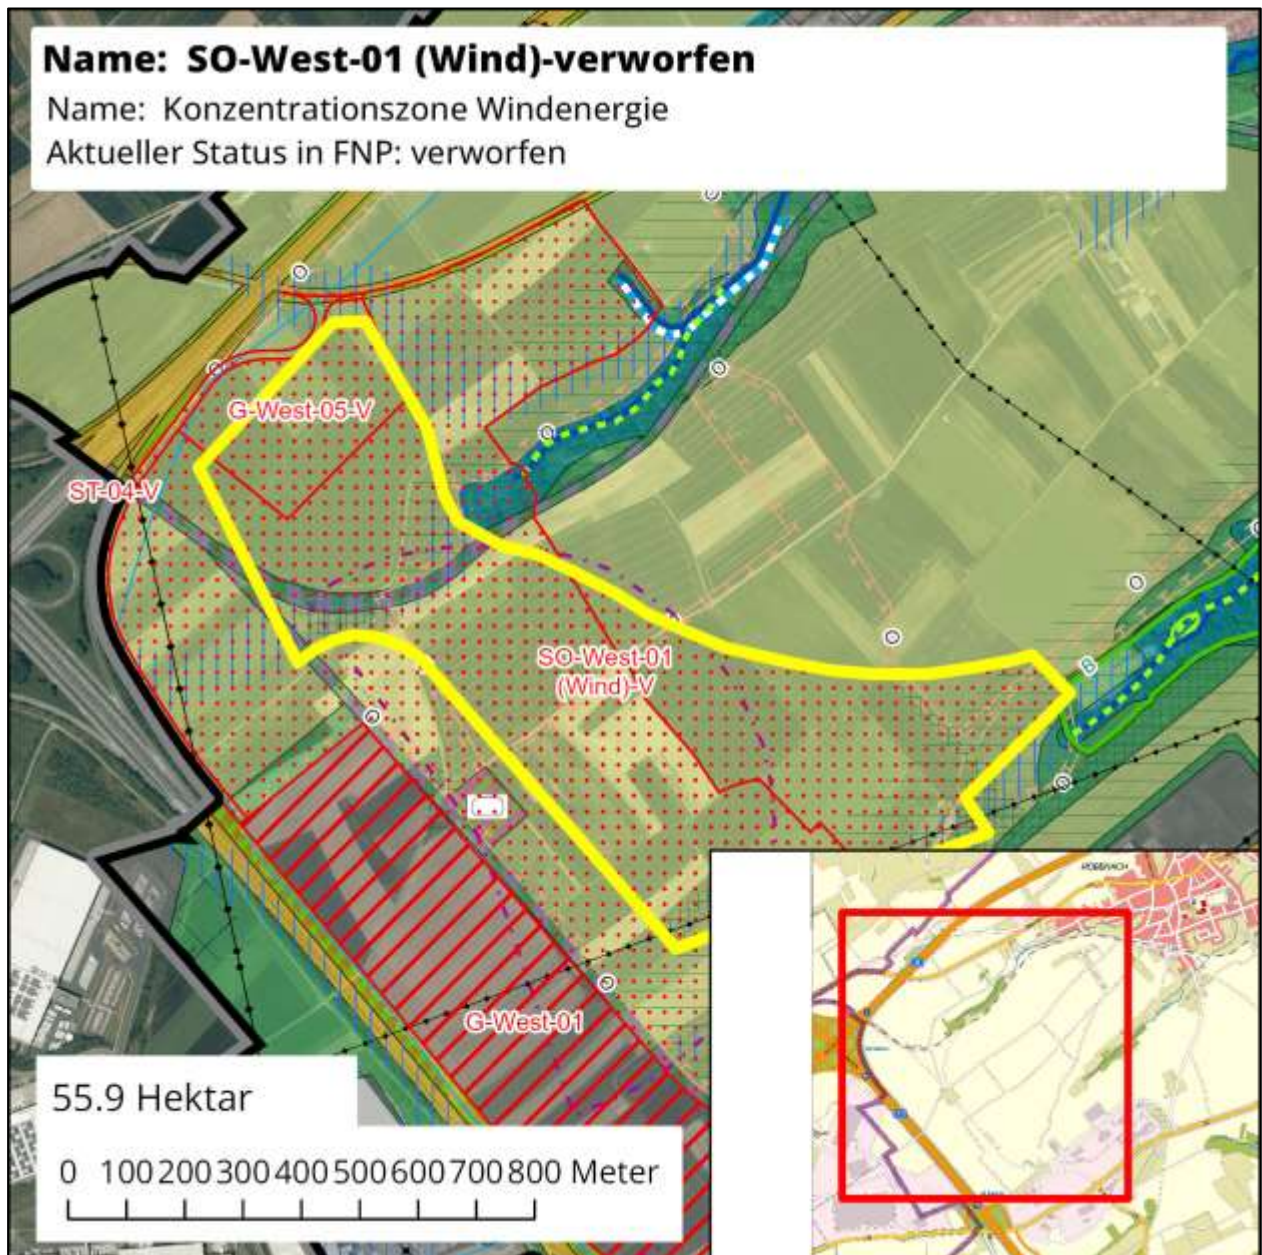 Name: SO-West-01 (Wind)-verworfen
Name: Konzentrationszone Windenergie
Aktueller Status in FNP: verworfen
G-West-05-V
ST-04-V
SO-West-01
(Wind)-V
B
G-West-01
55.9 Hektar
0 100 200 300 400 500 600 700 800 Meter